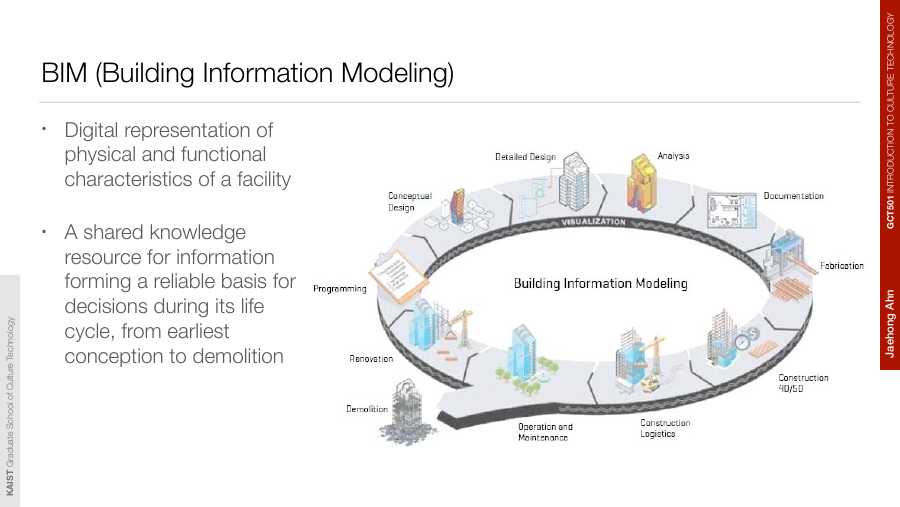 BIM (Building Information Modeling)
• Digital representation of
physical and functional
characteristics of a facility
• A shared knowledge
resource for information
forming a reliable basis for
decisions during its life
cycle, from earliest
conception to demolition
Detailed Design
Analysis
Conceptual
Design
Documentation
VISUALIZATION
Fabrication
Programming
Building Information Modeling
Renovation
Construction
4D/5D
Demolition
Operation and
Maintenance
Construction
Logistics
GCT501 INTRODUCTION TO CULTURE TECHNOLOGY
Jaehong Ahn
KAIST Graduate School of Culture Technology